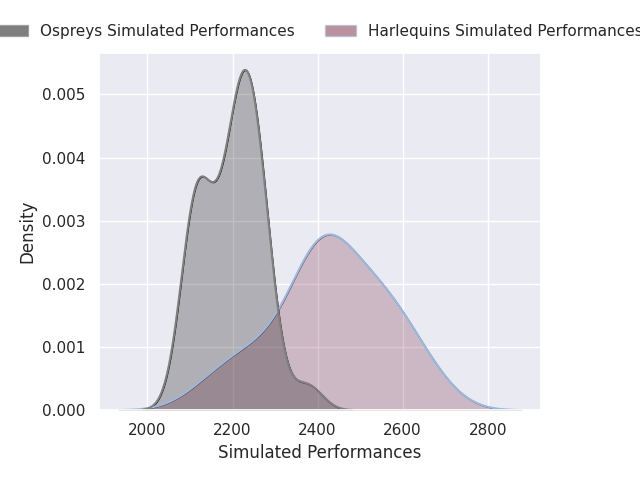 Ospreys Simulated Performances Harlequins Simulated Performances
0.005
0.004
0.003
0.002
0.001
0.000
Density
2000 2200 2400 2600 2800
Simulated Performances